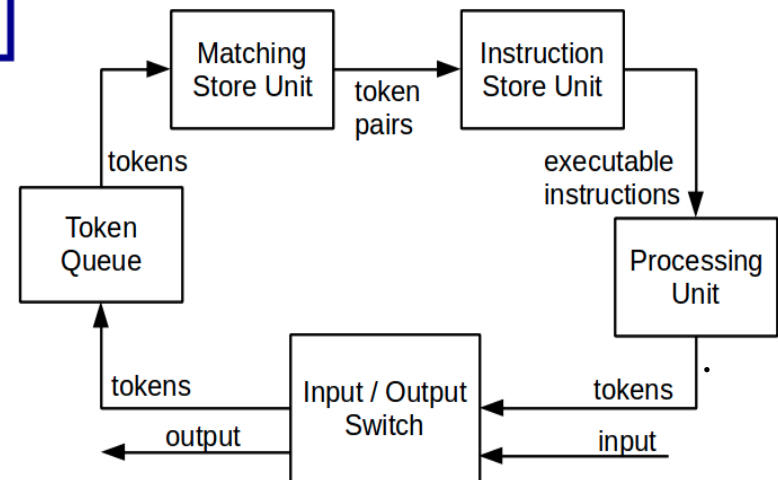 Matching
Store Unit
Instruction
Store Unit
token
pairs
tokens
executable
instructions
Token
Queue
Processing
Unit
tokens
Input / Output
Switch
tokens
output
input